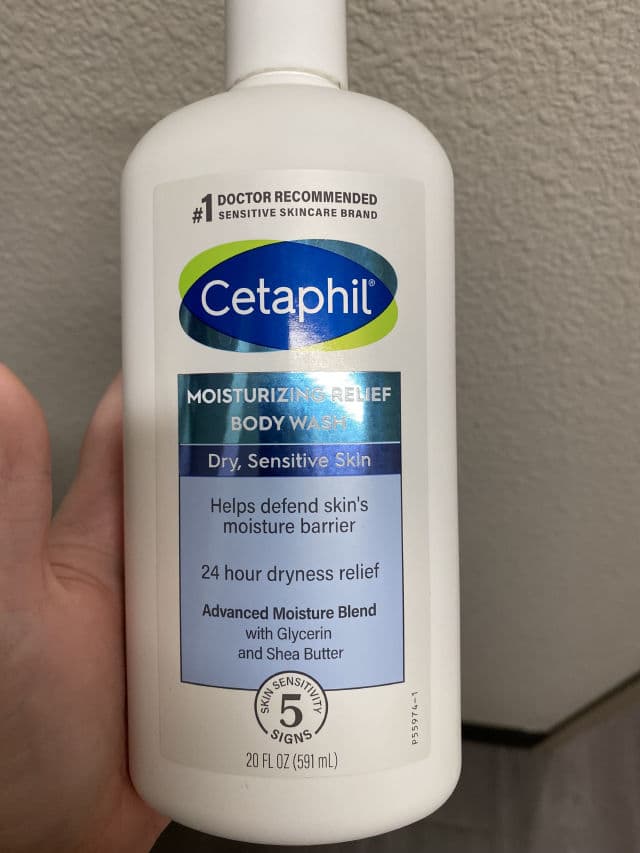 #1 DOCTOR RECOMMENDED
SENSITIVE SKINCARE BRAND
Cetaphil®
MOISTURIZING RELIEF
BODY WASH
Dry, Sensitive Skin
Helps defend skin's
moisture barrier
24 hour dryness relief
Advanced Moisture Blend
with Glycerin
and Shea Butter
SKIN SENSITIVITY
5
SIGNS
20 FL OZ (591 mL)
P55974-1